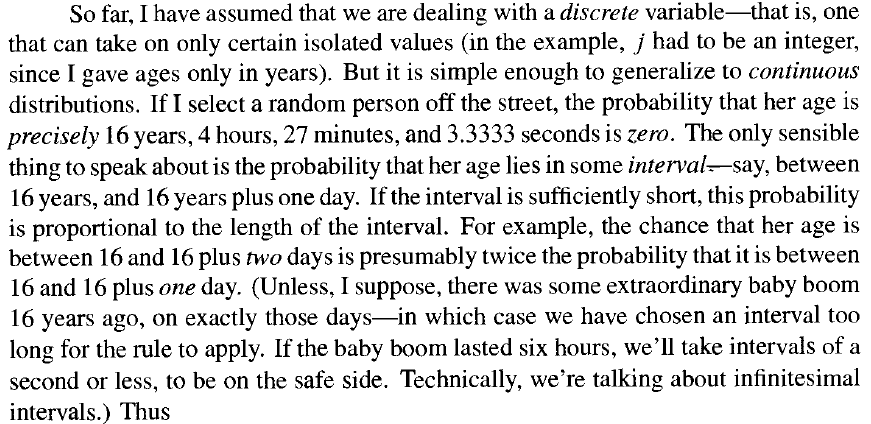 So far, I have assumed that we are dealing with a discrete variable—that is, one
that can take on only certain isolated values (in the example, j had to be an integer,
since I gave ages only in years). But it is simple enough to generalize to continuous
distributions. If I select a random person off the street, the probability that her age is
precisely 16 years, 4 hours, 27 minutes, and 3.3333 seconds is zero. The only sensible
thing to speak about is the probability that her age lies in some interval—say, between
16 years, and 16 years plus one day. If the interval is sufficiently short, this probability
is proportional to the length of the interval. For example, the chance that her age is
between 16 and 16 plus two days is presumably twice the probability that it is between
16 and 16 plus one day. (Unless, I suppose, there was some extraordinary baby boom
16 years ago, on exactly those days—in which case we have chosen an interval too
long for the rule to apply. If the baby boom lasted six hours, we'll take intervals of a
second or less, to be on the safe side. Technically, we're talking about infinitesimal
intervals.) Thus